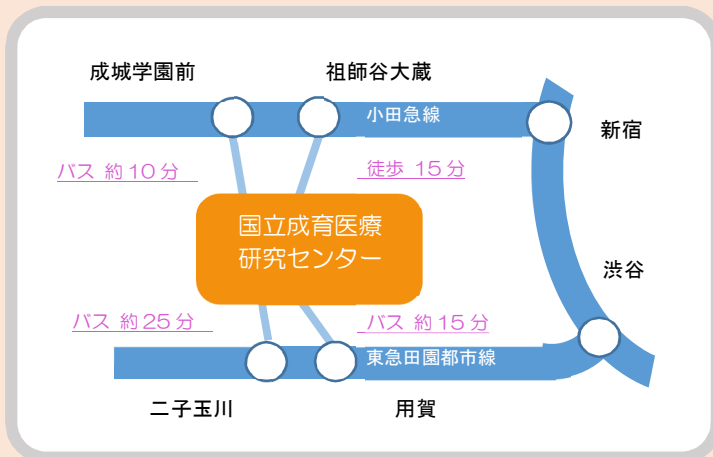 成城学園前
祖師谷大蔵
小田急線
新宿
バス 約10分
徒歩 15分
国立成育医療
研究センター
渋谷
バス 約25分
バス 約15分
東急田園都市線
二子玉川
用賀